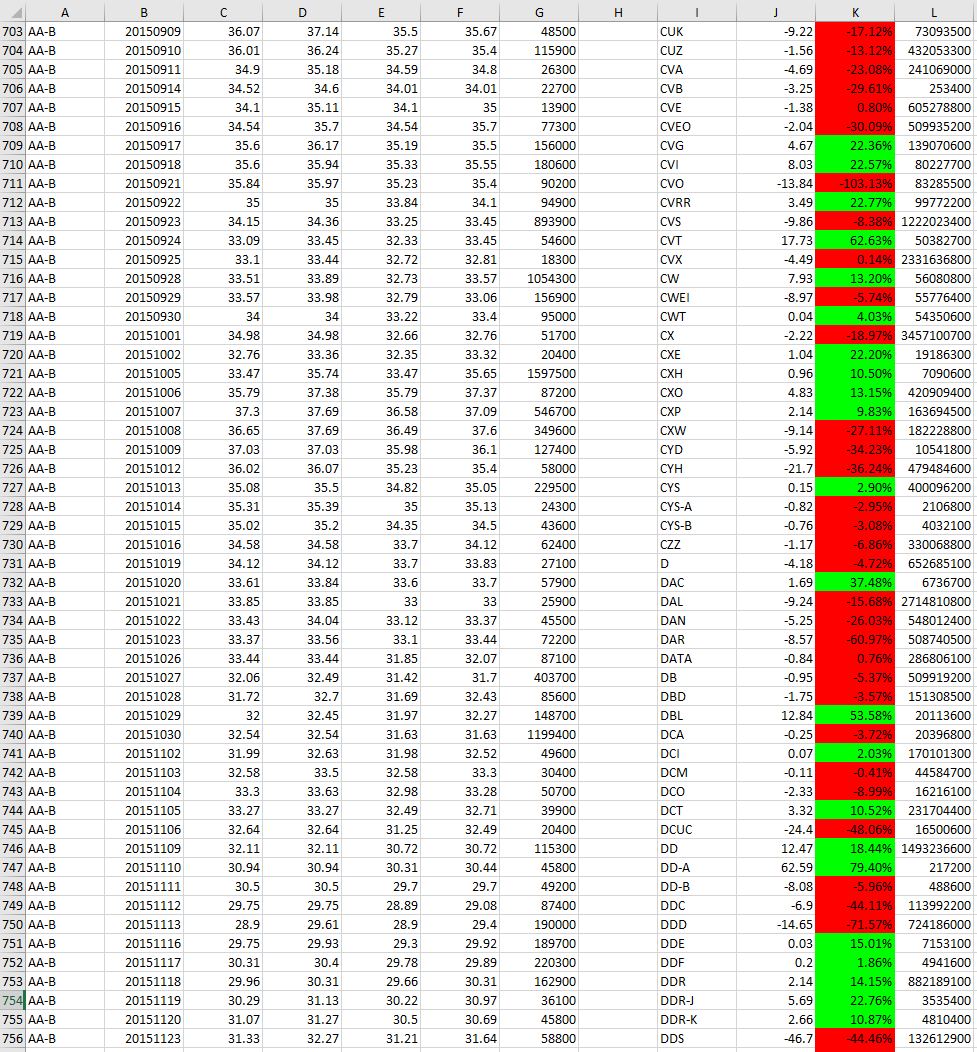 A B C D E F G H I J K L
703 AA-B 20150909 36.07 37.14 35.5 35.67 48500 CUK -9.22 -17.12% 73093500
704 AA-B 20150910 36.01 36.24 35.27 35.4 115900 CUZ -1.56 -13.12% 432053300
705 AA-B 20150911 34.9 35.18 34.59 34.8 26300 CVA -4.69 -23.08% 241069000
706 AA-B 20150914 34.52 34.6 34.01 34.01 22700 CVB -3.25 -29.61% 253400
707 AA-B 20150915 34.1 35.11 34.1 35 13900 CVE -1.38 0.80% 605278800
708 AA-B 20150916 34.54 35.7 34.54 35.7 77300 CVEO -2.04 -30.09% 509935200
709 AA-B 20150917 35.6 36.17 35.19 35.5 156000 CVG 4.67 22.36% 139070600
710 AA-B 20150918 35.6 35.94 35.33 35.55 180600 CVI 8.03 22.57% 80227700
711 AA-B 20150921 35.84 35.97 35.23 35.4 90200 CVO -13.84 -103.13% 83285500
712 AA-B 20150922 35 35 33.84 34.1 94900 CVRR 3.49 22.77% 99772200
713 AA-B 20150923 34.15 34.36 33.25 33.45 893900 CVS -9.86 -8.38% 1222023400
714 AA-B 20150924 33.09 33.45 32.33 33.45 54600 CVT 17.73 62.63% 50382700
715 AA-B 20150925 33.1 33.44 32.72 32.81 18300 CVX -4.49 0.14% 2331636800
716 AA-B 20150928 33.51 33.89 32.73 33.57 1054300 CW 7.93 13.20% 56080800
717 AA-B 20150929 33.57 33.98 32.79 33.06 156900 CWEI -8.97 -5.74% 55776400
718 AA-B 20150930 34 34 33.22 33.4 95000 CWT 0.04 4.03% 54350600
719 AA-B 20151001 34.98 34.98 32.66 32.76 51700 CX -2.22 -18.97% 3457100700
720 AA-B 20151002 32.76 33.36 32.35 33.32 20400 CXE 1.04 22.20% 19186300
721 AA-B 20151005 33.47 35.74 33.47 35.65 1597500 CXH 0.96 10.50% 7090600
722 AA-B 20151006 35.79 37.38 35.79 37.37 87200 CXO 4.83 13.15% 420909400
723 AA-B 20151007 37.3 37.69 36.58 37.09 546700 CXP 2.14 9.83% 163694500
724 AA-B 20151008 36.65 37.69 36.49 37.6 349600 CXW -9.14 -27.11% 182228800
725 AA-B 20151009 37.03 37.03 35.98 36.1 127400 CYD -5.92 -34.23% 10541800
726 AA-B 20151012 36.02 36.07 35.23 35.4 58000 CYH -21.7 -36.24% 479484600
727 AA-B 20151013 35.08 35.5 34.82 35.05 229500 CYS 0.15 2.90% 400096200
728 AA-B 20151014 35.31 35.39 35 35.13 24300 CYS-A -0.82 -2.95% 2106800
729 AA-B 20151015 35.02 35.2 34.35 34.5 43600 CYS-B -0.76 -3.08% 4032100
730 AA-B 20151016 34.58 34.58 33.7 34.12 62400 CZZ -1.17 -6.86% 330068800
731 AA-B 20151019 34.12 34.12 33.7 33.83 27100 D -4.18 -4.72% 652685100
732 AA-B 20151020 33.61 33.84 33.6 33.7 57900 DAC 1.69 37.48% 6736700
733 AA-B 20151021 33.85 33.85 33 33 25900 DAL -9.24 -15.68% 2714810800
734 AA-B 20151022 33.43 34.04 33.12 33.37 45500 DAN -5.25 -26.03% 548012400
735 AA-B 20151023 33.37 33.56 33.1 33.44 72200 DAR -8.57 -60.97% 508740500
736 AA-B 20151026 33.44 33.44 31.85 32.07 87100 DATA -0.84 0.76% 286806100
737 AA-B 20151027 32.06 32.49 31.42 31.7 403700 DB -0.95 -5.37% 509919200
738 AA-B 20151028 31.72 32.7 31.69 32.43 85600 DBD -1.75 -3.57% 151308500
739 AA-B 20151029 32 32.45 31.97 32.27 148700 DBL 12.84 53.58% 20113600
740 AA-B 20151030 32.54 32.54 31.63 31.63 1199400 DCA -0.25 -3.72% 20396800
741 AA-B 20151102 31.99 32.63 31.98 32.52 49600 DCI 0.07 2.03% 170101300
742 AA-B 20151103 32.58 33.5 32.58 33.3 30400 DCM -0.11 -0.41% 44584700
743 AA-B 20151104 33.3 33.63 32.98 33.28 50700 DCO -2.33 -8.99% 16216100
744 AA-B 20151105 33.27 33.27 32.49 32.71 39900 DCT 3.32 10.52% 231704400
745 AA-B 20151106 32.64 32.64 31.25 32.49 20400 DCUC -24.4 -48.06% 16500600
746 AA-B 20151109 32.11 32.11 30.72 30.72 115300 DD 12.47 18.44% 1493236600
747 AA-B 20151110 30.94 30.94 30.31 30.44 45800 DD-A 62.59 79.40% 217200
748 AA-B 20151111 30.5 30.5 29.7 29.7 49200 DD-B -8.08 -5.96% 488600
749 AA-B 20151112 29.75 29.75 28.89 29.08 87400 DDC -6.9 -44.11% 113992200
750 AA-B 20151113 28.9 29.61 28.9 29.4 190000 DDD -14.65 -71.57% 724186000
751 AA-B 20151116 29.75 29.93 29.3 29.92 189700 DDE 0.03 15.01% 7153100
752 AA-B 20151117 30.31 30.4 29.78 29.89 220300 DDF 0.2 1.86% 4941600
753 AA-B 20151118 29.96 30.31 29.66 30.31 162900 DDR 2.14 14.15% 882189100
754 AA-B 20151119 30.29 31.13 30.22 30.97 36100 DDR-J 5.69 22.76% 3535400
755 AA-B 20151120 31.07 31.27 30.5 30.69 45800 DDR-K 2.66 10.87% 4810400
756 AA-B 20151123 31.33 32.27 31.21 31.64 58800 DDS -46.7 -44.46% 132612900